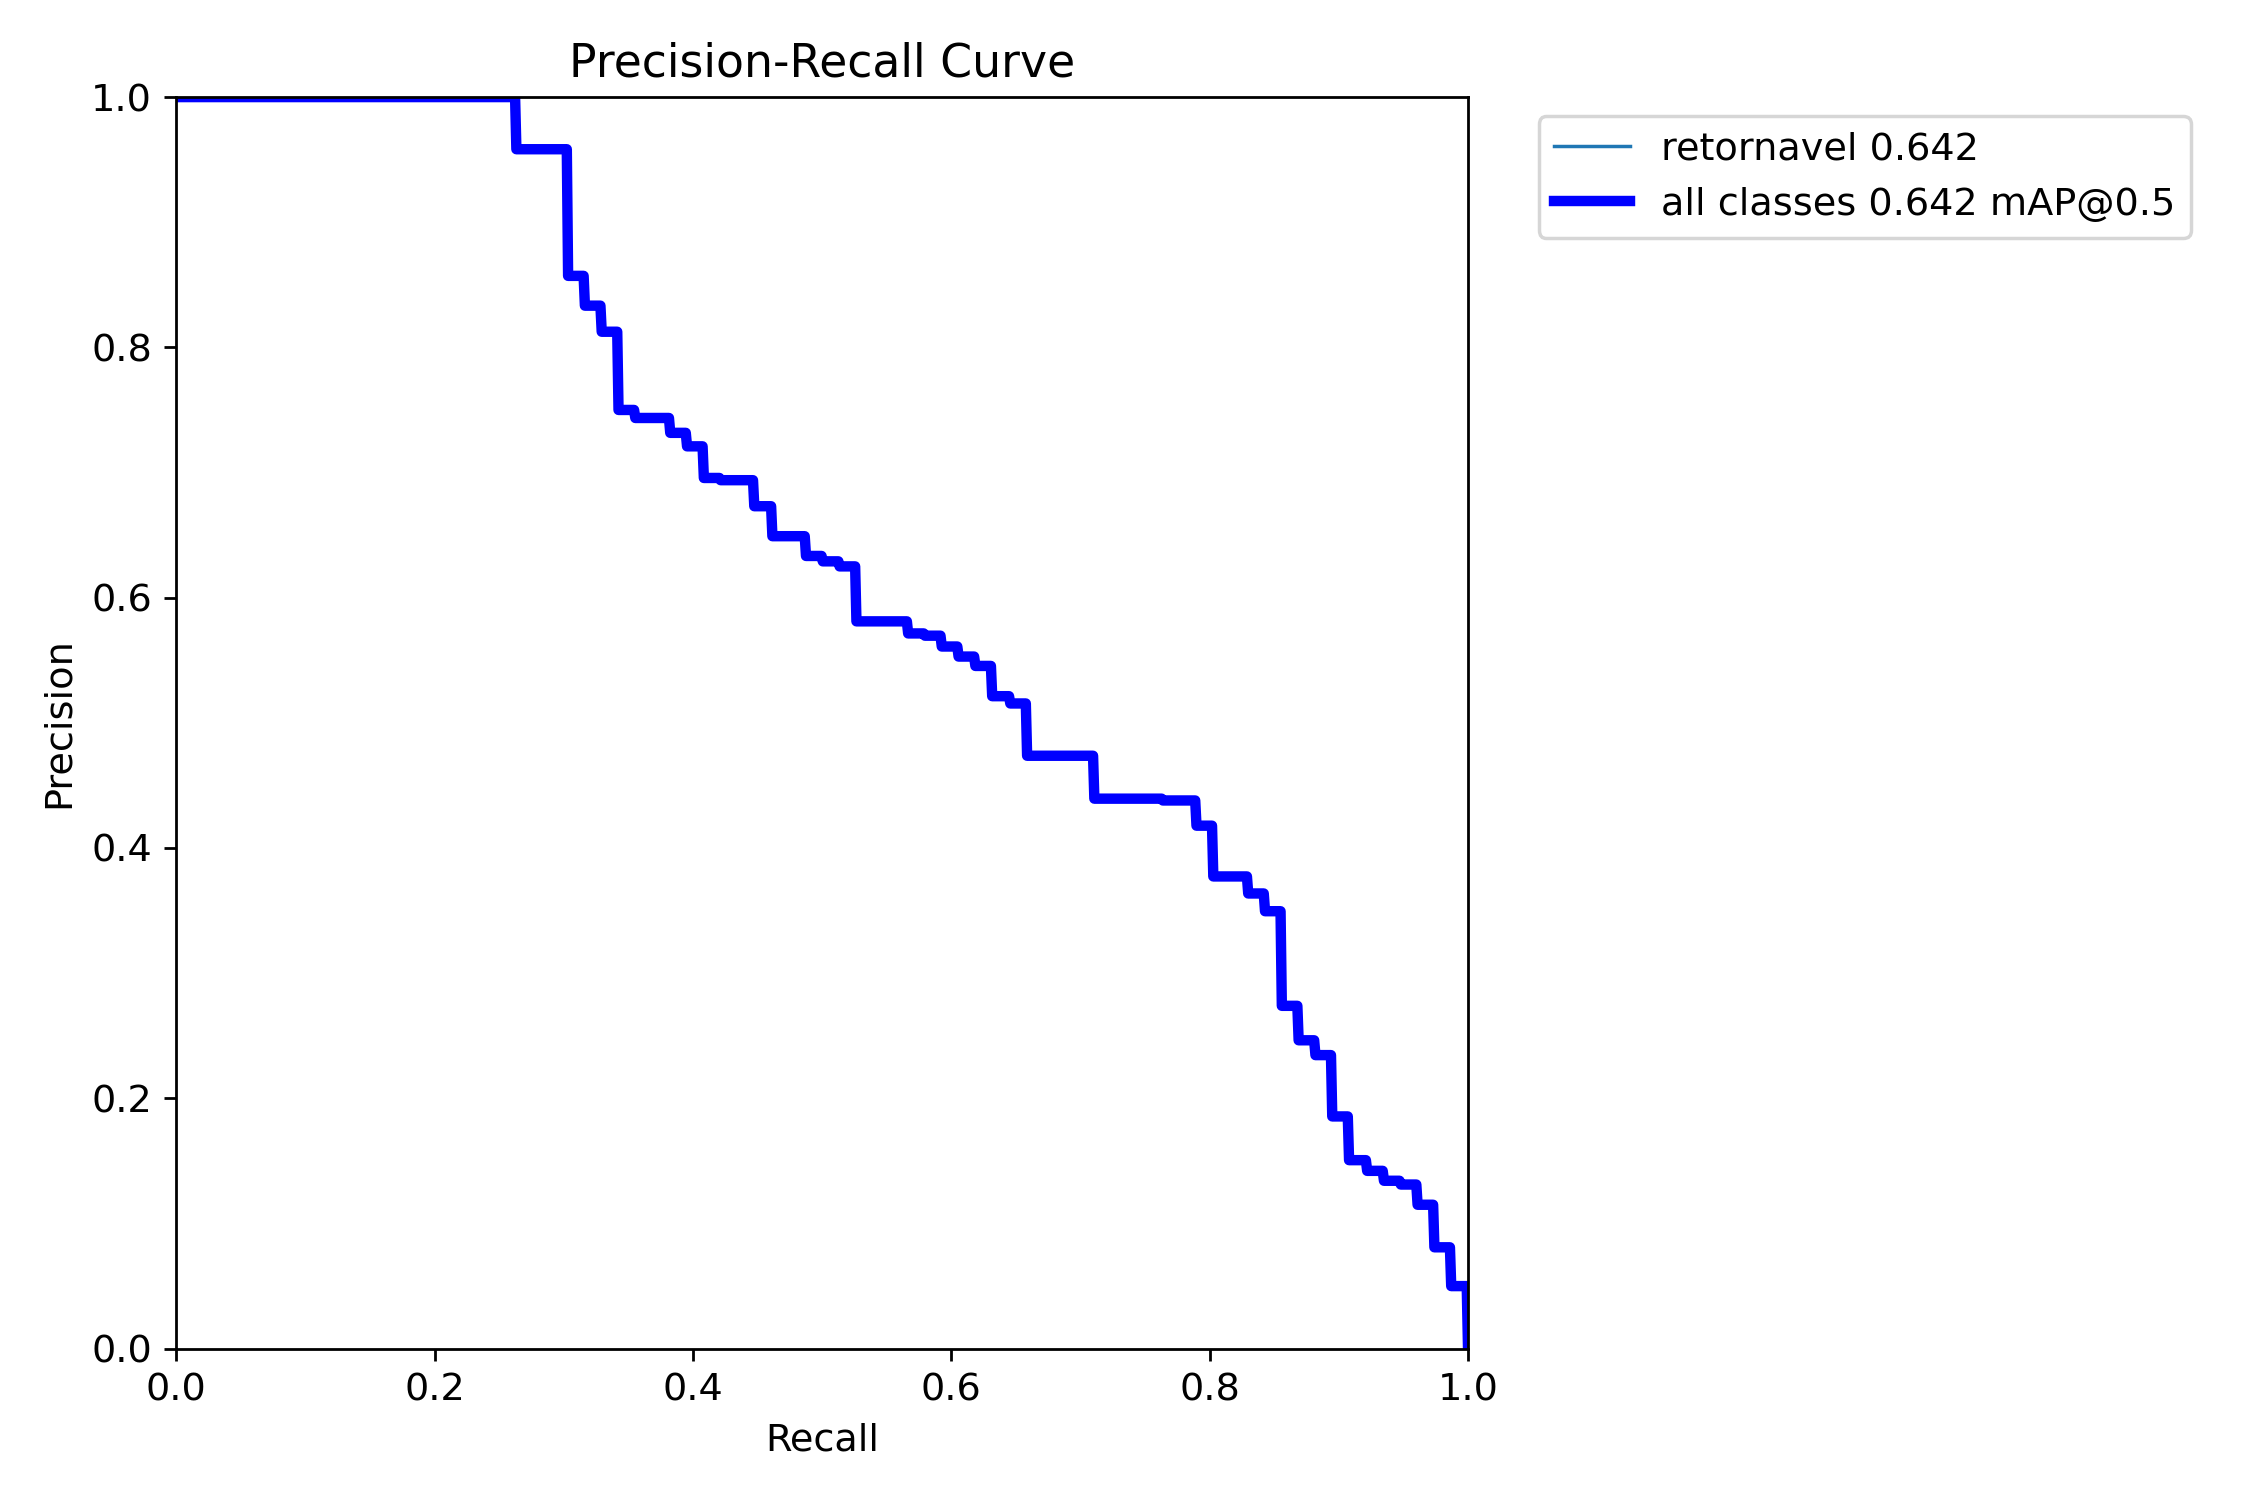 Precision-Recall Curve
1.0
0.8
0.6
0.4
0.2
0.0
Precision
0.0 0.2 0.4 0.6 0.8 1.0
Recall
retornavel 0.642
all classes 0.642 mAP@0.5